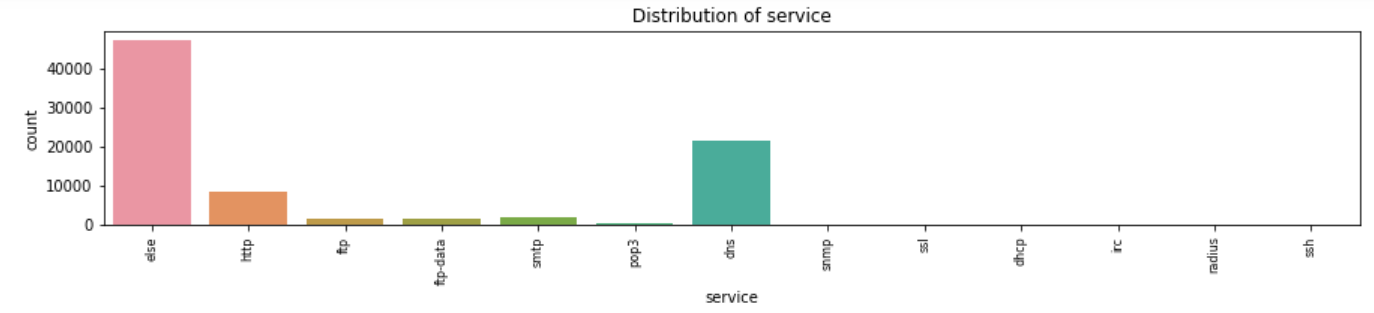 Distribution of service
40000
30000
20000
10000
0
count
else
http
ftp
ftp-data
smtp
pop3
dns
snmp
ssl
dhcp
irc
radius
ssh
service